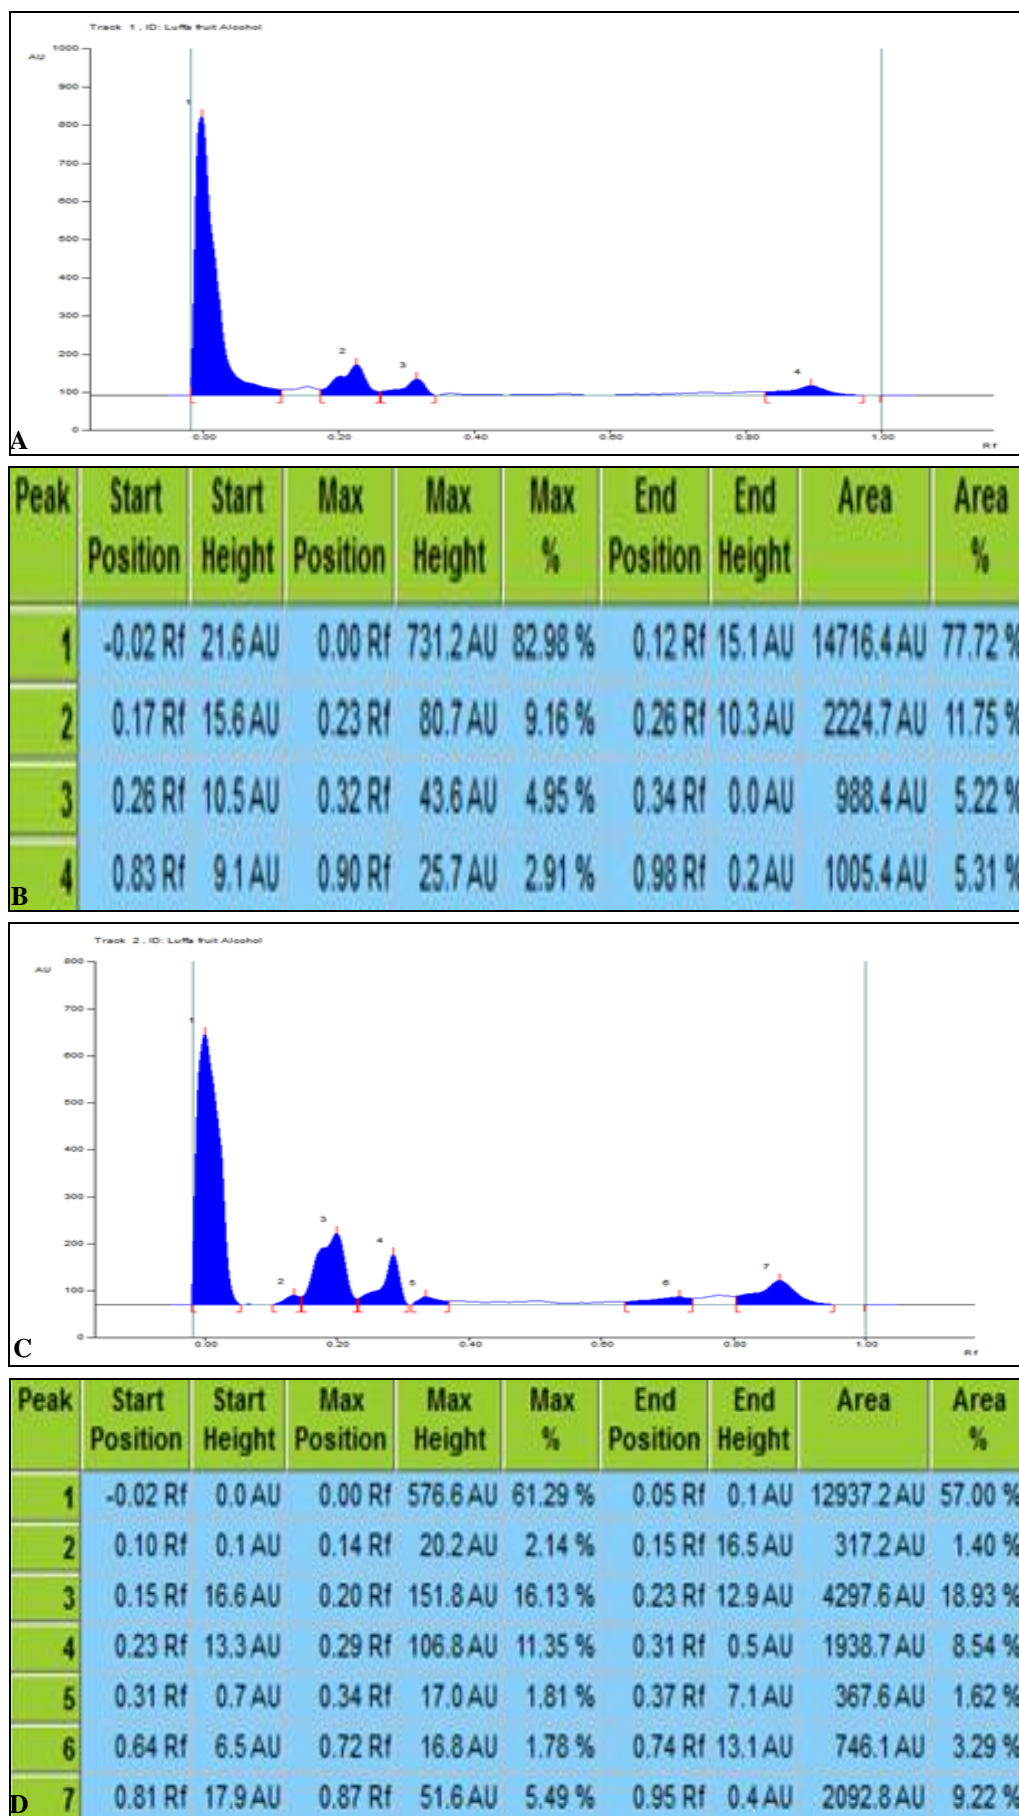 Track 1 , ID: Luffa fruit Alcohol
AU
1000
900
800
700
600
500
400
300
200
100
0
1
2
3
4
0.00 0.20 0.40 0.60 0.80 1.00
Rf
A
Peak Start Position Start Height Max Position Max Height Max % End Position End Height Area Area %
1 -0.02 Rf 21.6 AU 0.00 Rf 731.2 AU 82.98 % 0.12 Rf 15.1 AU 14716.4 AU 77.72 %
2 0.17 Rf 15.6 AU 0.23 Rf 80.7 AU 9.16 % 0.26 Rf 10.3 AU 2224.7 AU 11.75 %
3 0.26 Rf 10.5 AU 0.32 Rf 43.6 AU 4.95 % 0.34 Rf 0.0 AU 988.4 AU 5.22 %
4 0.83 Rf 9.1 AU 0.90 Rf 25.7 AU 2.91 % 0.98 Rf 0.2 AU 1005.4 AU 5.31 %
B
Track 2 , ID: Luffa fruit Alcohol
AU
800
700
600
500
400
300
200
100
0
1
2
3
4
5
6
7
0.00 0.20 0.40 0.60 0.80 1.00
Rf
C
Peak Start Position Start Height Max Position Max Height Max % End Position End Height Area Area %
1 -0.02 Rf 0.0 AU 0.00 Rf 576.6 AU 61.29 % 0.05 Rf 0.1 AU 12937.2 AU 57.00 %
2 0.10 Rf 0.1 AU 0.14 Rf 20.2 AU 2.14 % 0.15 Rf 16.5 AU 317.2 AU 1.40 %
3 0.15 Rf 16.6 AU 0.20 Rf 151.8 AU 16.13 % 0.23 Rf 12.9 AU 4297.6 AU 18.93 %
4 0.23 Rf 13.3 AU 0.29 Rf 106.8 AU 11.35 % 0.31 Rf 0.5 AU 1938.7 AU 8.54 %
5 0.31 Rf 0.7 AU 0.34 Rf 17.0 AU 1.81 % 0.37 Rf 7.1 AU 367.6 AU 1.62 %
6 0.64 Rf 6.5 AU 0.72 Rf 16.8 AU 1.78 % 0.74 Rf 13.1 AU 746.1 AU 3.29 %
7 0.81 Rf 17.9 AU 0.87 Rf 51.6 AU 5.49 % 0.95 Rf 0.4 AU 2092.8 AU 9.22 %
D